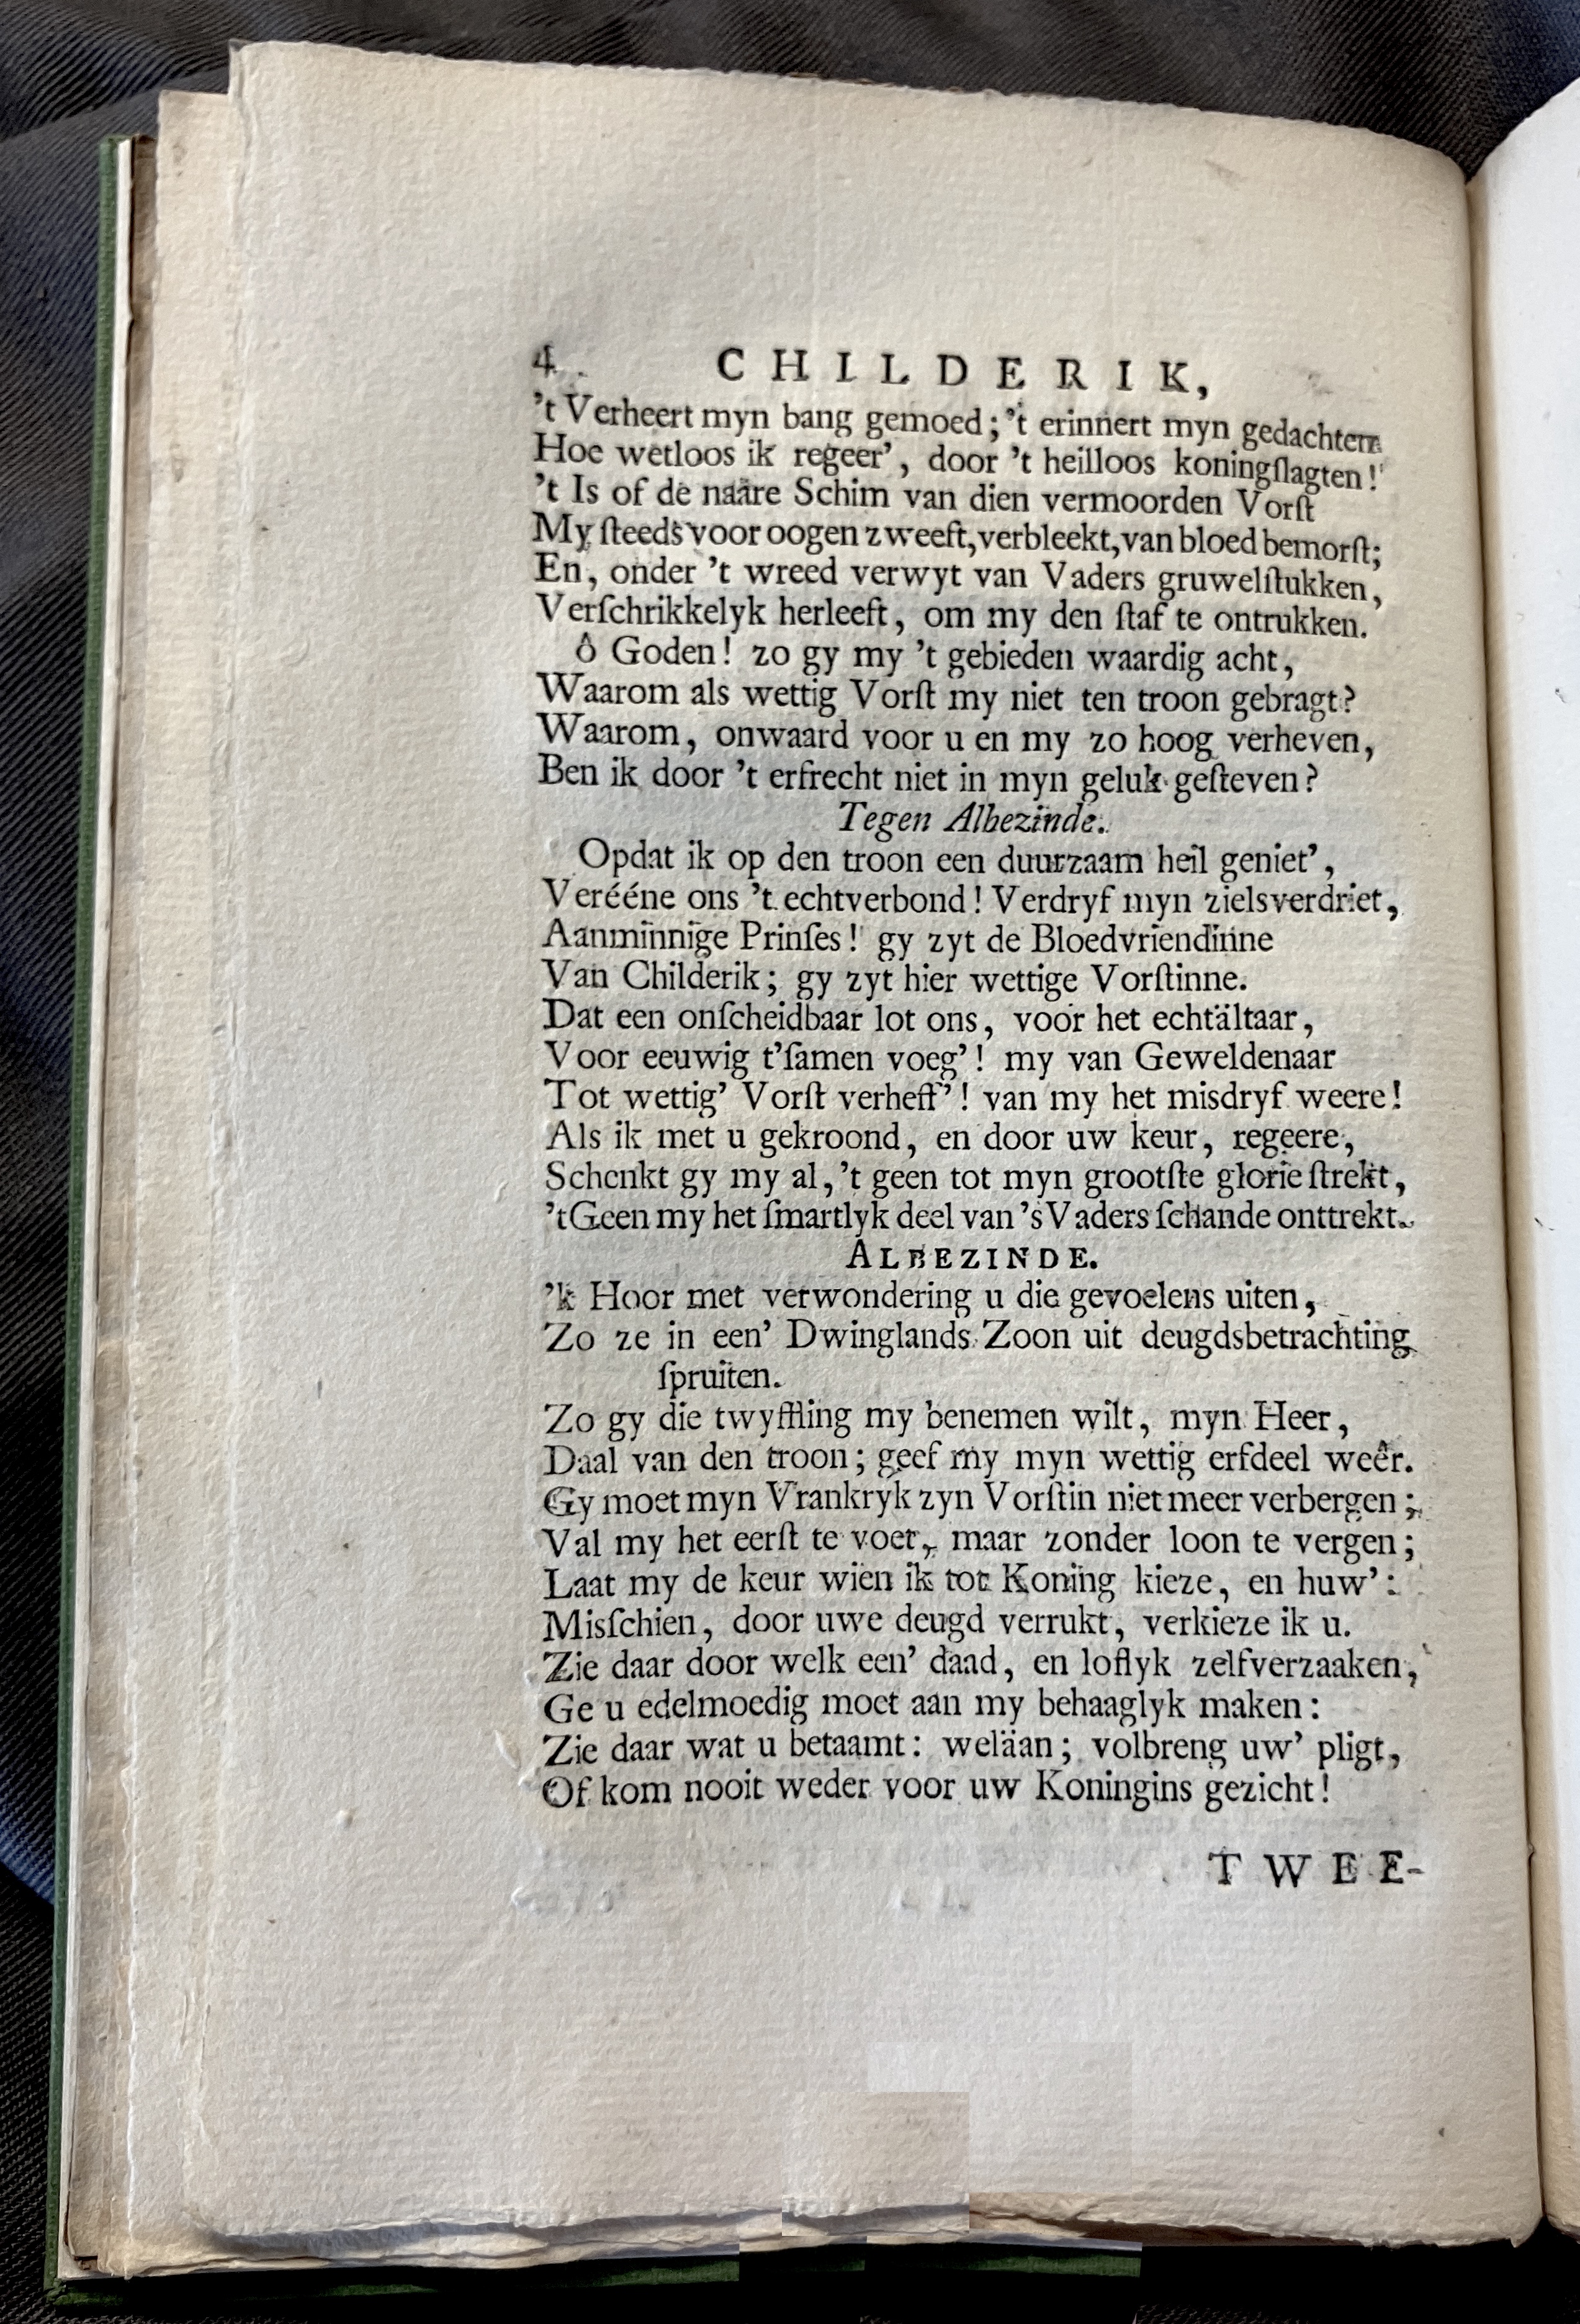 4 CHILDERIK,
't Verheert myn bang gemoed; 't erinnert myn gedachten
Hoe wetloos ik regeer', door 't heilloos koningſlagten!
't Is of de naäre Schim van dien vermoorden Vorſt
My ſteeds voor oogen zweeft, verbleekt, van bloed bemorſt;
En, onder 't wreed verwyt van Vaders gruwelſtukken,
Verſchrikkelyk herleeft, om my den ſtaf te ontrukken.
ô Goden! zo gy my 't gebieden waardig acht,
Waarom als wettig Vorſt my niet ten troon gebragt?
Waarom, onwaard voor u en my zo hoog verheven,
Ben ik door 't erfrecht niet in myn geluk geſteven?
Tegen Albezinde.
Opdat ik op den troon een duurzaam heil geniet',
Verééne ons 't echtverbond! Verdryf myn zielsverdriet,
Aanminnige Prinſes! gy zyt de Bloedvriendinne
Van Childerik; gy zyt hier wettige Vorſtinne.
Dat een onſcheidbaar lot ons, voor het echtältaar,
Voor eeuwig t'ſamen voeg'! my van Geweldenaar
Tot wettig' Vorſt verheff'! van my het misdryf weere!
Als ik met u gekroond, en door uw keur, regeere,
Schenkt gy my al, 't geen tot myn grootſte glorie ſtrekt,
't Geen my het ſmartlyk deel van 's Vaders ſchande onttrekt.
ALBEZINDE.
'k Hoor met verwondering u die gevoelens uiten,
Zo ze in een' Dwinglands Zoon uit deugdsbetrachting
ſpruiten.
Zo gy die twyffling my benemen wilt, myn Heer,
Daal van den troon; geef my myn wettig erfdeel weêr.
Gy moet myn Vrankryk zyn Vorſtin niet meer verbergen;
Val my het eerſt te voet, maar zonder loon te vergen;
Laat my de keur wien ik tot Koning kieze, en huw':
Misſchien, door uwe deugd verrukt, verkieze ik u.
Zie daar door welk een' daad, en loflyk zelfverzaaken,
Ge u edelmoedig moet aan my behaaglyk maken:
Zie daar wat u betaamt: weläan; volbreng uw' pligt,
Of kom nooit weder voor uw Koningins gezicht!
TWEE-